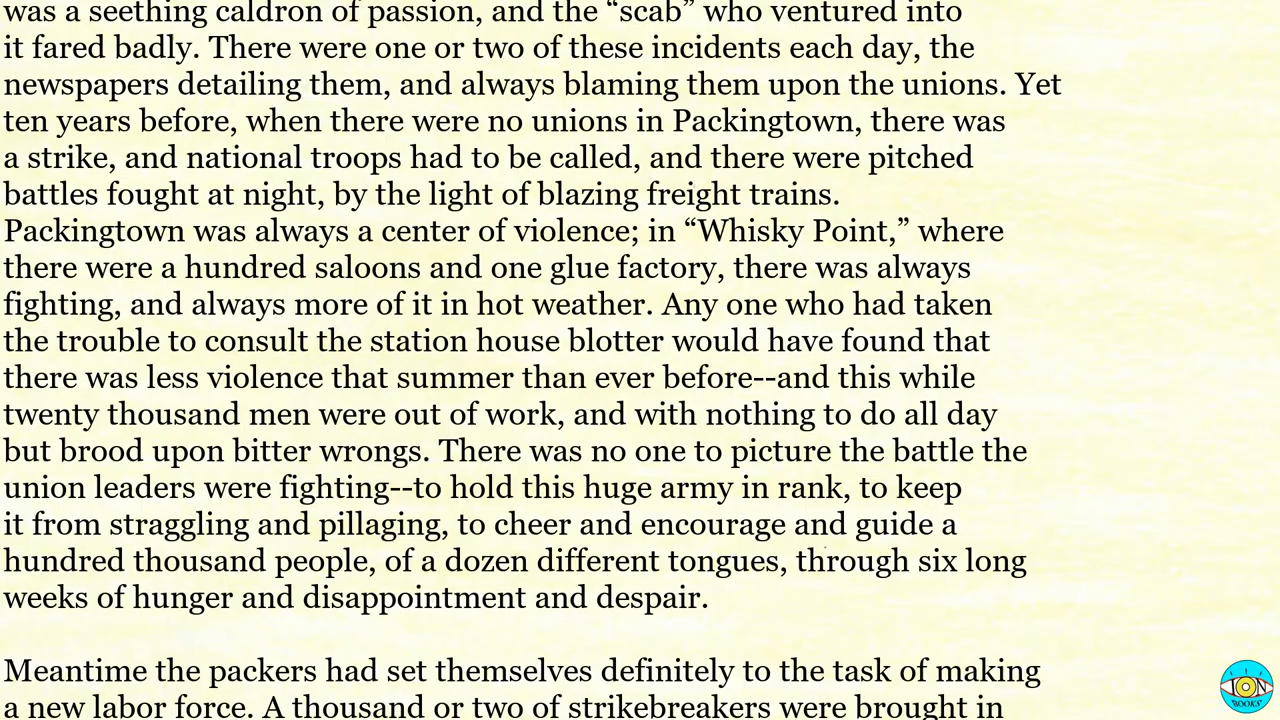 was a seething caldron of passion, and the “scab” who ventured into
it fared badly. There were one or two of these incidents each day, the
newspapers detailing them, and always blaming them upon the unions. Yet
ten years before, when there were no unions in Packingtown, there was
a strike, and national troops had to be called, and there were pitched
battles fought at night, by the light of blazing freight trains.
Packingtown was always a center of violence; in “Whisky Point,” where
there were a hundred saloons and one glue factory, there was always
fighting, and always more of it in hot weather. Any one who had taken
the trouble to consult the station house blotter would have found that
there was less violence that summer than ever before--and this while
twenty thousand men were out of work, and with nothing to do all day
but brood upon bitter wrongs. There was no one to picture the battle the
union leaders were fighting--to hold this huge army in rank, to keep
it from straggling and pillaging, to cheer and encourage and guide a
hundred thousand people, of a dozen different tongues, through six long
weeks of hunger and disappointment and despair.
Meantime the packers had set themselves definitely to the task of making
a new labor force. A thousand or two of strikebreakers were brought in
ION
BOOKS